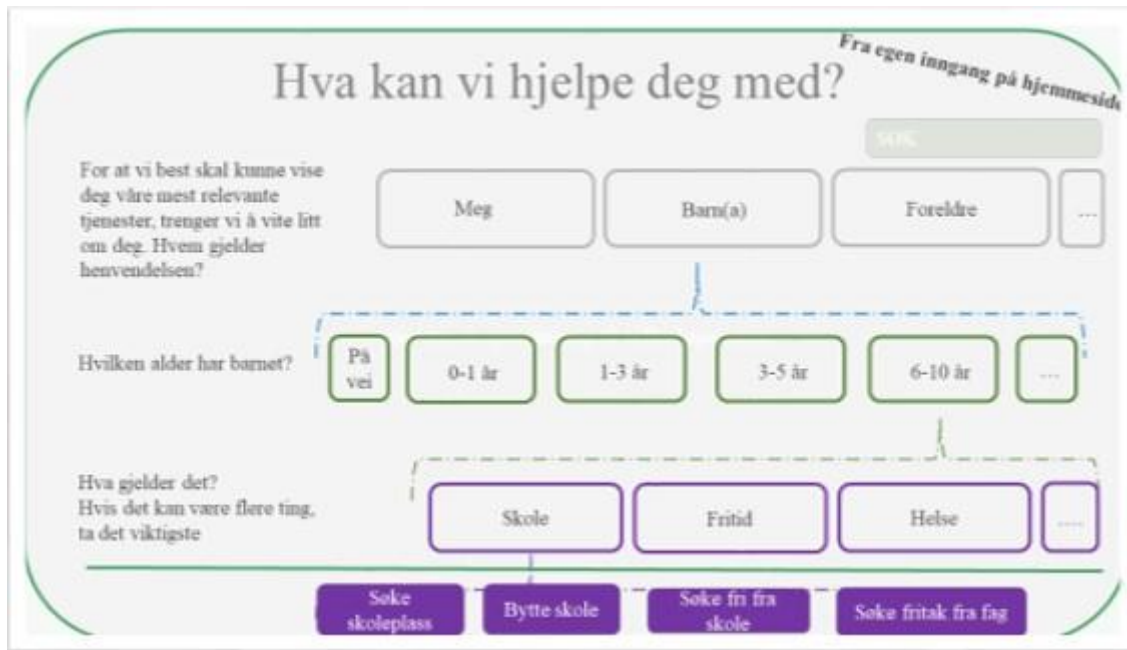 Fra egen inngang på hjemmeside
Hva kan vi hjelpe deg med?
SØK
For at vi best skal kunne vise
deg våre mest relevante
tjenester, trenger vi å vite litt
om deg. Hvem gjelder
henvendelsen?
Meg
Barn(a)
Foreldre
...
Hvilken alder har barnet?
På
vei
0-1 år
1-3 år
3-5 år
6-10 år
...
Hva gjelder det?
Hvis det kan være flere ting,
ta det viktigste
Skole
Fritid
Helse
....
Søke
skoleplass
Bytte skole
Søke fri fra
skole
Søke fritak fra fag